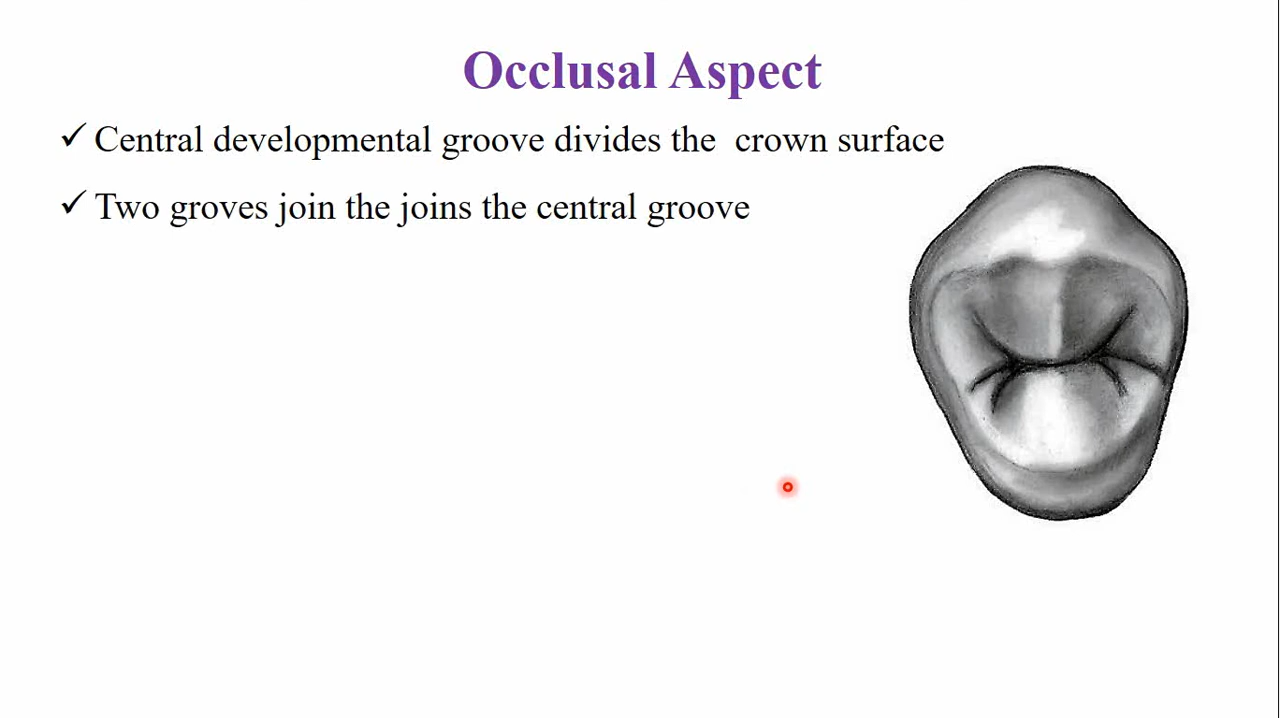 Occlusal Aspect
✓ Central developmental groove divides the crown surface
✓ Two groves join the joins the central groove